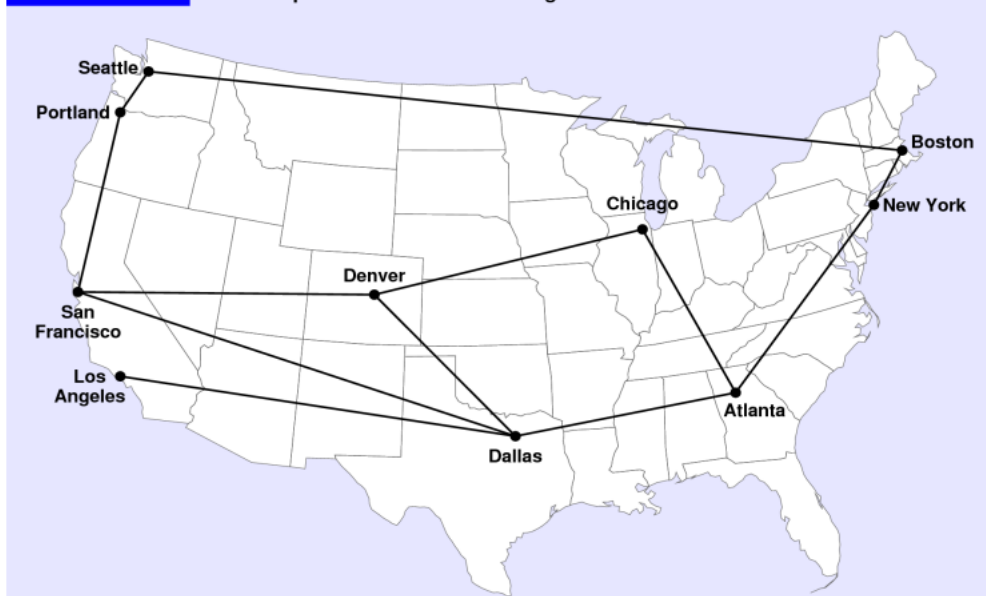 Seattle
Portland
Boston
Chicago
New York
Denver
San
Francisco
Los
Angeles
Atlanta
Dallas